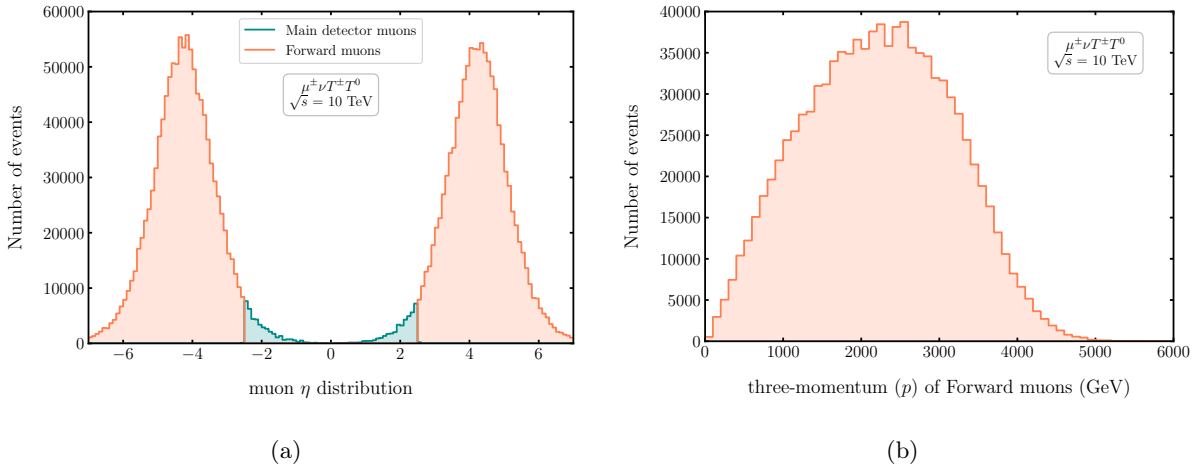 60000
50000
40000
30000
20000
10000
0
Number of events
Main detector muons
Forward muons
μ±νT±T⁰
√s = 10 TeV
−6 −4 −2 0 2 4 6
muon η distribution
(a)
40000
35000
30000
25000
20000
15000
10000
5000
0
Number of events
μ±νT±T⁰
√s = 10 TeV
0 1000 2000 3000 4000 5000 6000
three-momentum (p) of Forward muons (GeV)
(b)